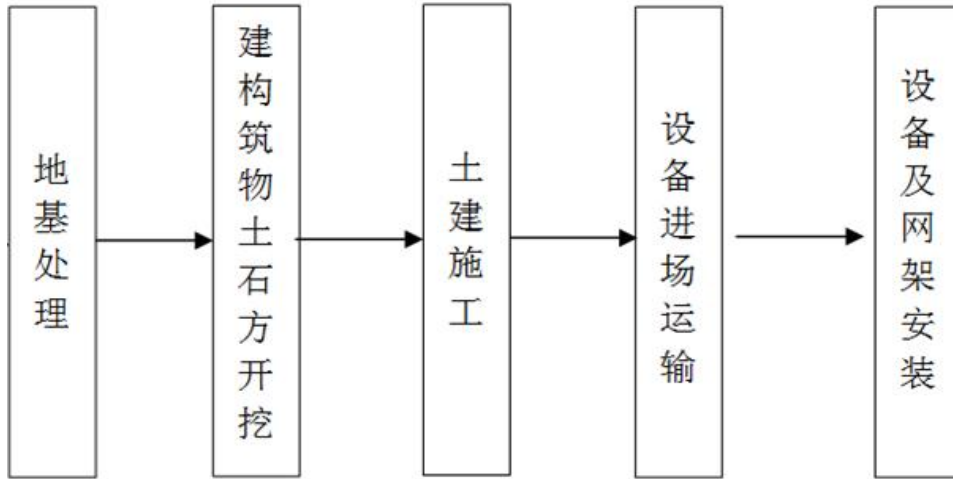 地基处理
建构筑物土石方开挖
土建施工
设备进场运输
设备及网架安装